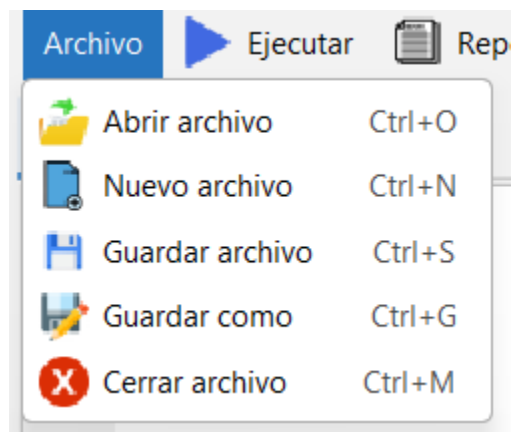 Archivo Ejecutar
Abrir archivo Ctrl+O
Nuevo archivo Ctrl+N
Guardar archivo Ctrl+S
Guardar como Ctrl+G
Cerrar archivo Ctrl+M